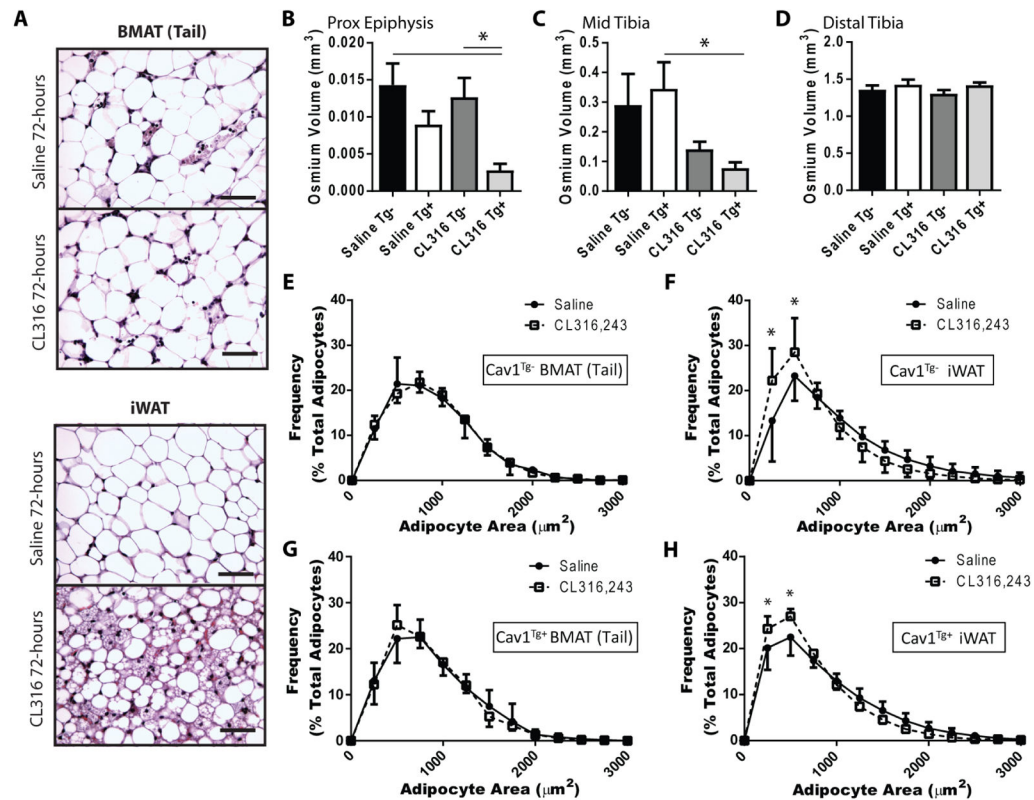 A
BMAT (Tail)
Saline 72-hours
CL316 72-hours
iWAT
Saline 72-hours
CL316 72-hours
B
Prox Epiphysis
Osmium Volume (mm³)
0.020
0.015
0.010
0.005
0.000
*
Saline Tg-
Saline Tg+
CL316 Tg-
CL316 Tg+
C
Mid Tibia
Osmium Volume (mm³)
0.5
0.4
0.3
0.2
0.1
0.0
*
Saline Tg-
Saline Tg+
CL316 Tg-
CL316 Tg+
D
Distal Tibia
Osmium Volume (mm³)
2.0
1.5
1.0
0.5
0.0
Saline Tg-
Saline Tg+
CL316 Tg-
CL316 Tg+
E
Frequency
(% Total Adipocytes)
40
30
20
10
0
Saline
CL316,243
Cav1Tg- BMAT (Tail)
0
1000
2000
3000
Adipocyte Area (μm²)
F
Frequency
(% Total Adipocytes)
40
30
20
10
0
* *
Saline
CL316,243
Cav1Tg- iWAT
0
1000
2000
3000
Adipocyte Area (μm²)
G
Frequency
(% Total Adipocytes)
40
30
20
10
0
Saline
CL316,243
Cav1Tg+ BMAT (Tail)
0
1000
2000
3000
Adipocyte Area (μm²)
H
Frequency
(% Total Adipocytes)
40
30
20
10
0
* *
Saline
CL316,243
Cav1Tg+ iWAT
0
1000
2000
3000
Adipocyte Area (μm²)